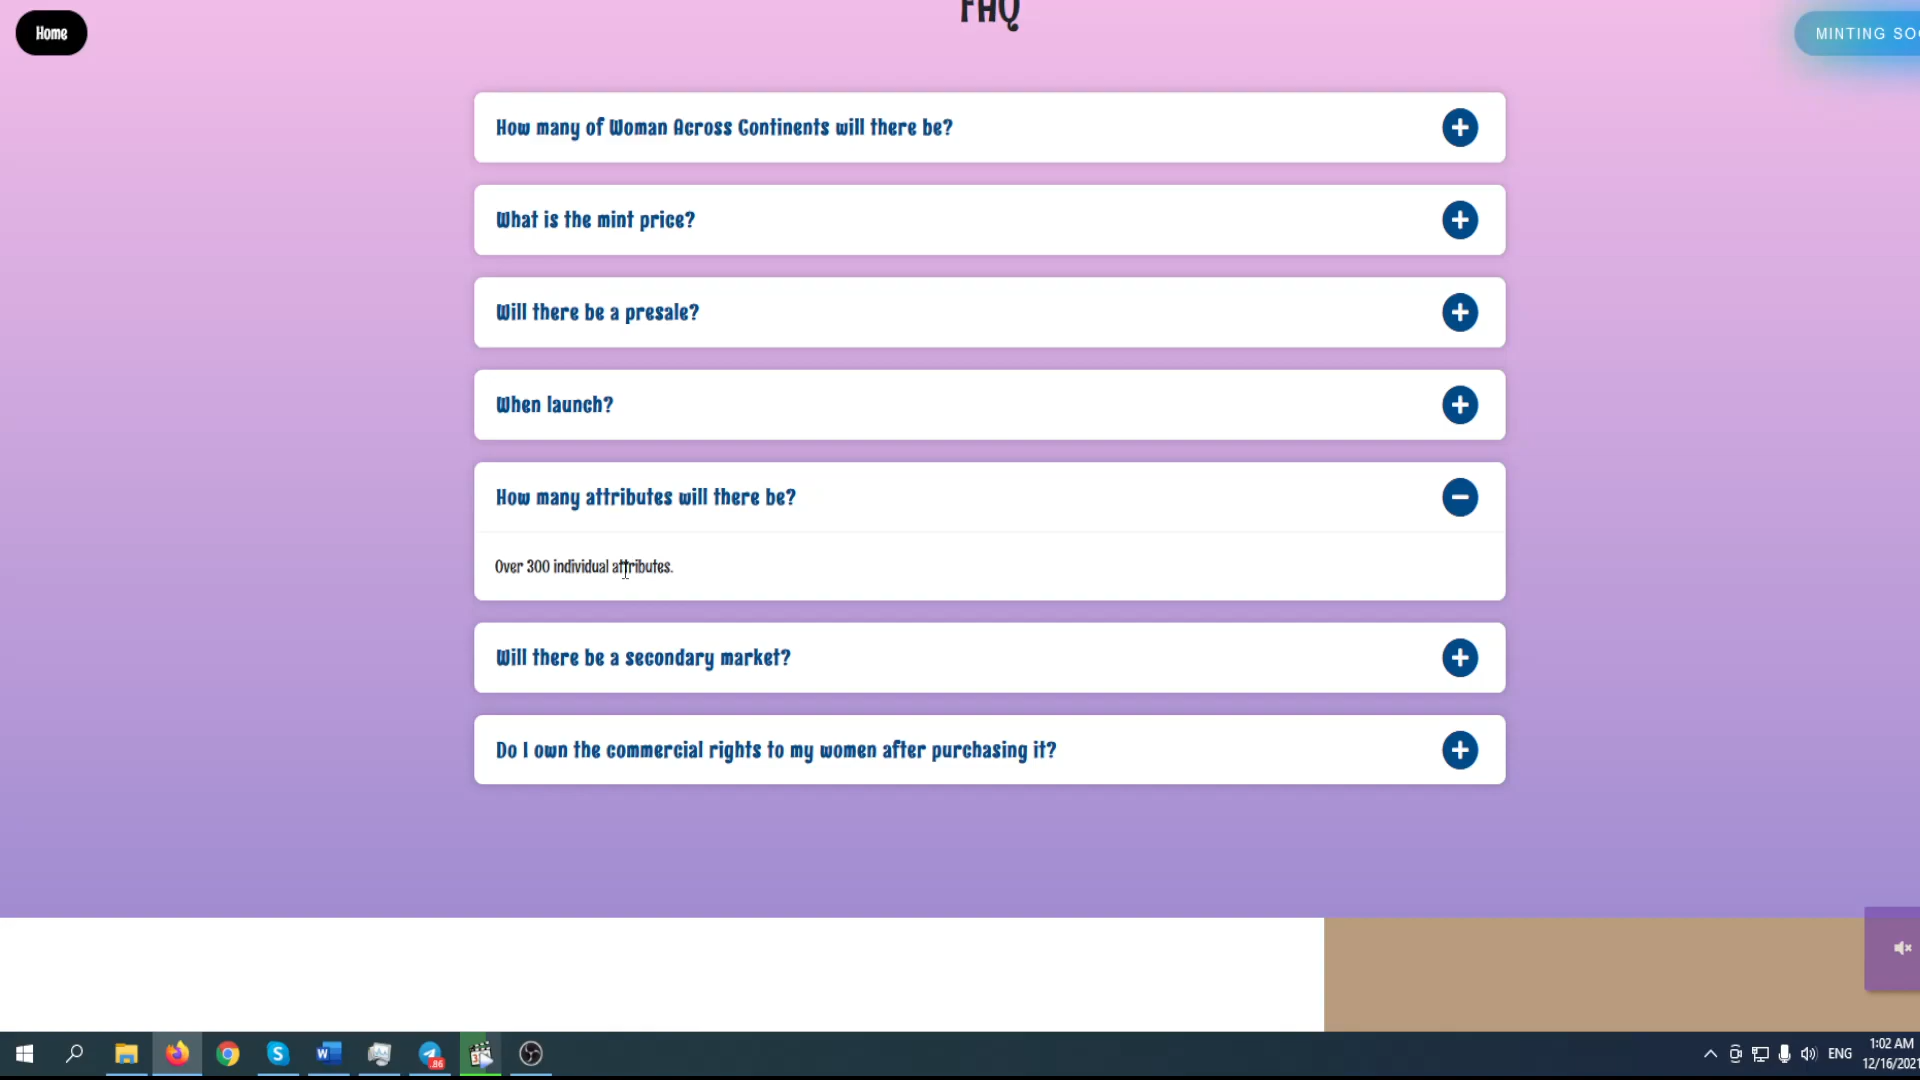 FAQ
Home
MINTING SOO
How many of Woman Across Continents will there be?
What is the mint price?
Will there be a presale?
When launch?
How many attributes will there be?
Over 300 individual attributes.
Will there be a secondary market?
Do I own the commercial rights to my women after purchasing it?
86
ENG
1:02 AM
12/16/2021